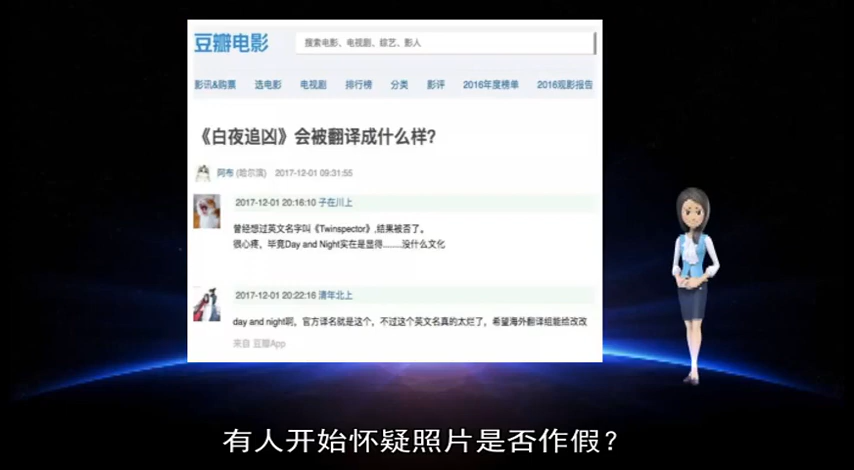 豆瓣电影
搜索电影、电视剧、综艺、影人
影讯&购票 选电影 电视剧 排行榜 分类 影评 2016年度榜单 2016观影报告
《白夜追凶》会被翻译成什么样?
阿布(哈尔滨) 2017-12-01 09:31:55
2017-12-01 20:16:10 子在川上
曾经想过英文名字叫《Twinspector》,结果被否了。
很心疼，毕竟Day and Night实在是显得........没什么文化
2017-12-01 20:22:16 清年北上
day and night啊，官方译名就是这个，不过这个英文名真的太烂了，希望海外翻译组能给改改
来自 豆瓣App
有人开始怀疑照片是否作假？